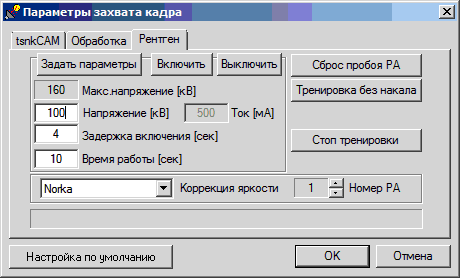 Параметры захвата кадра
tsnkCAM Обработка Рентген
Задать параметры Включить Выключить Сброс пробоя РА
160 Макс.напряжение [кВ] Тренировка без накала
100 Напряжение [кВ] 500 Ток [мА]
4 Задержка включения [сек] Стоп тренировки
10 Время работы [сек]
Norka Коррекция яркости 1 Номер РА
Настройка по умолчанию OK Отмена